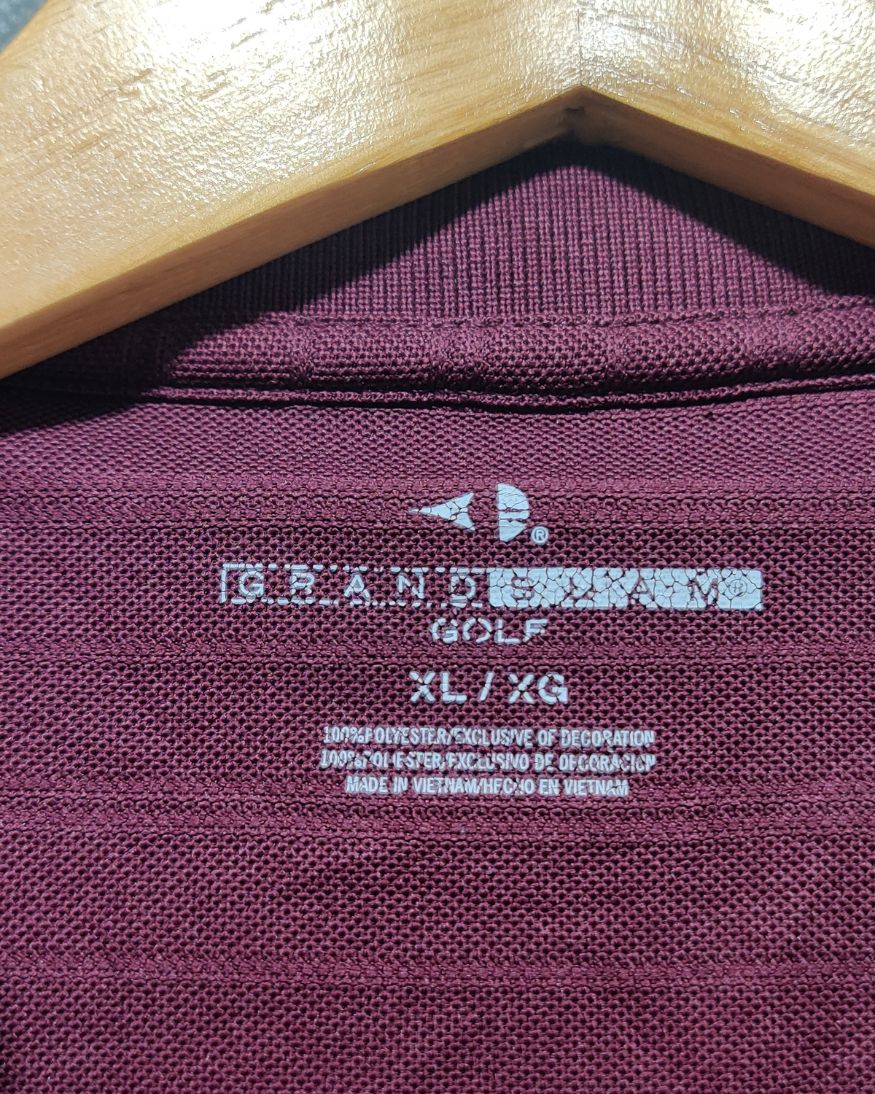 ®
GRANDSLAM®
GOLF
XL / XG
100% POLYESTER/EXCLUSIVE OF DECORATION
100% POLIESTER/EXCLUSIVO DE DECORACION
MADE IN VIETNAM/HECHO EN VIETNAM